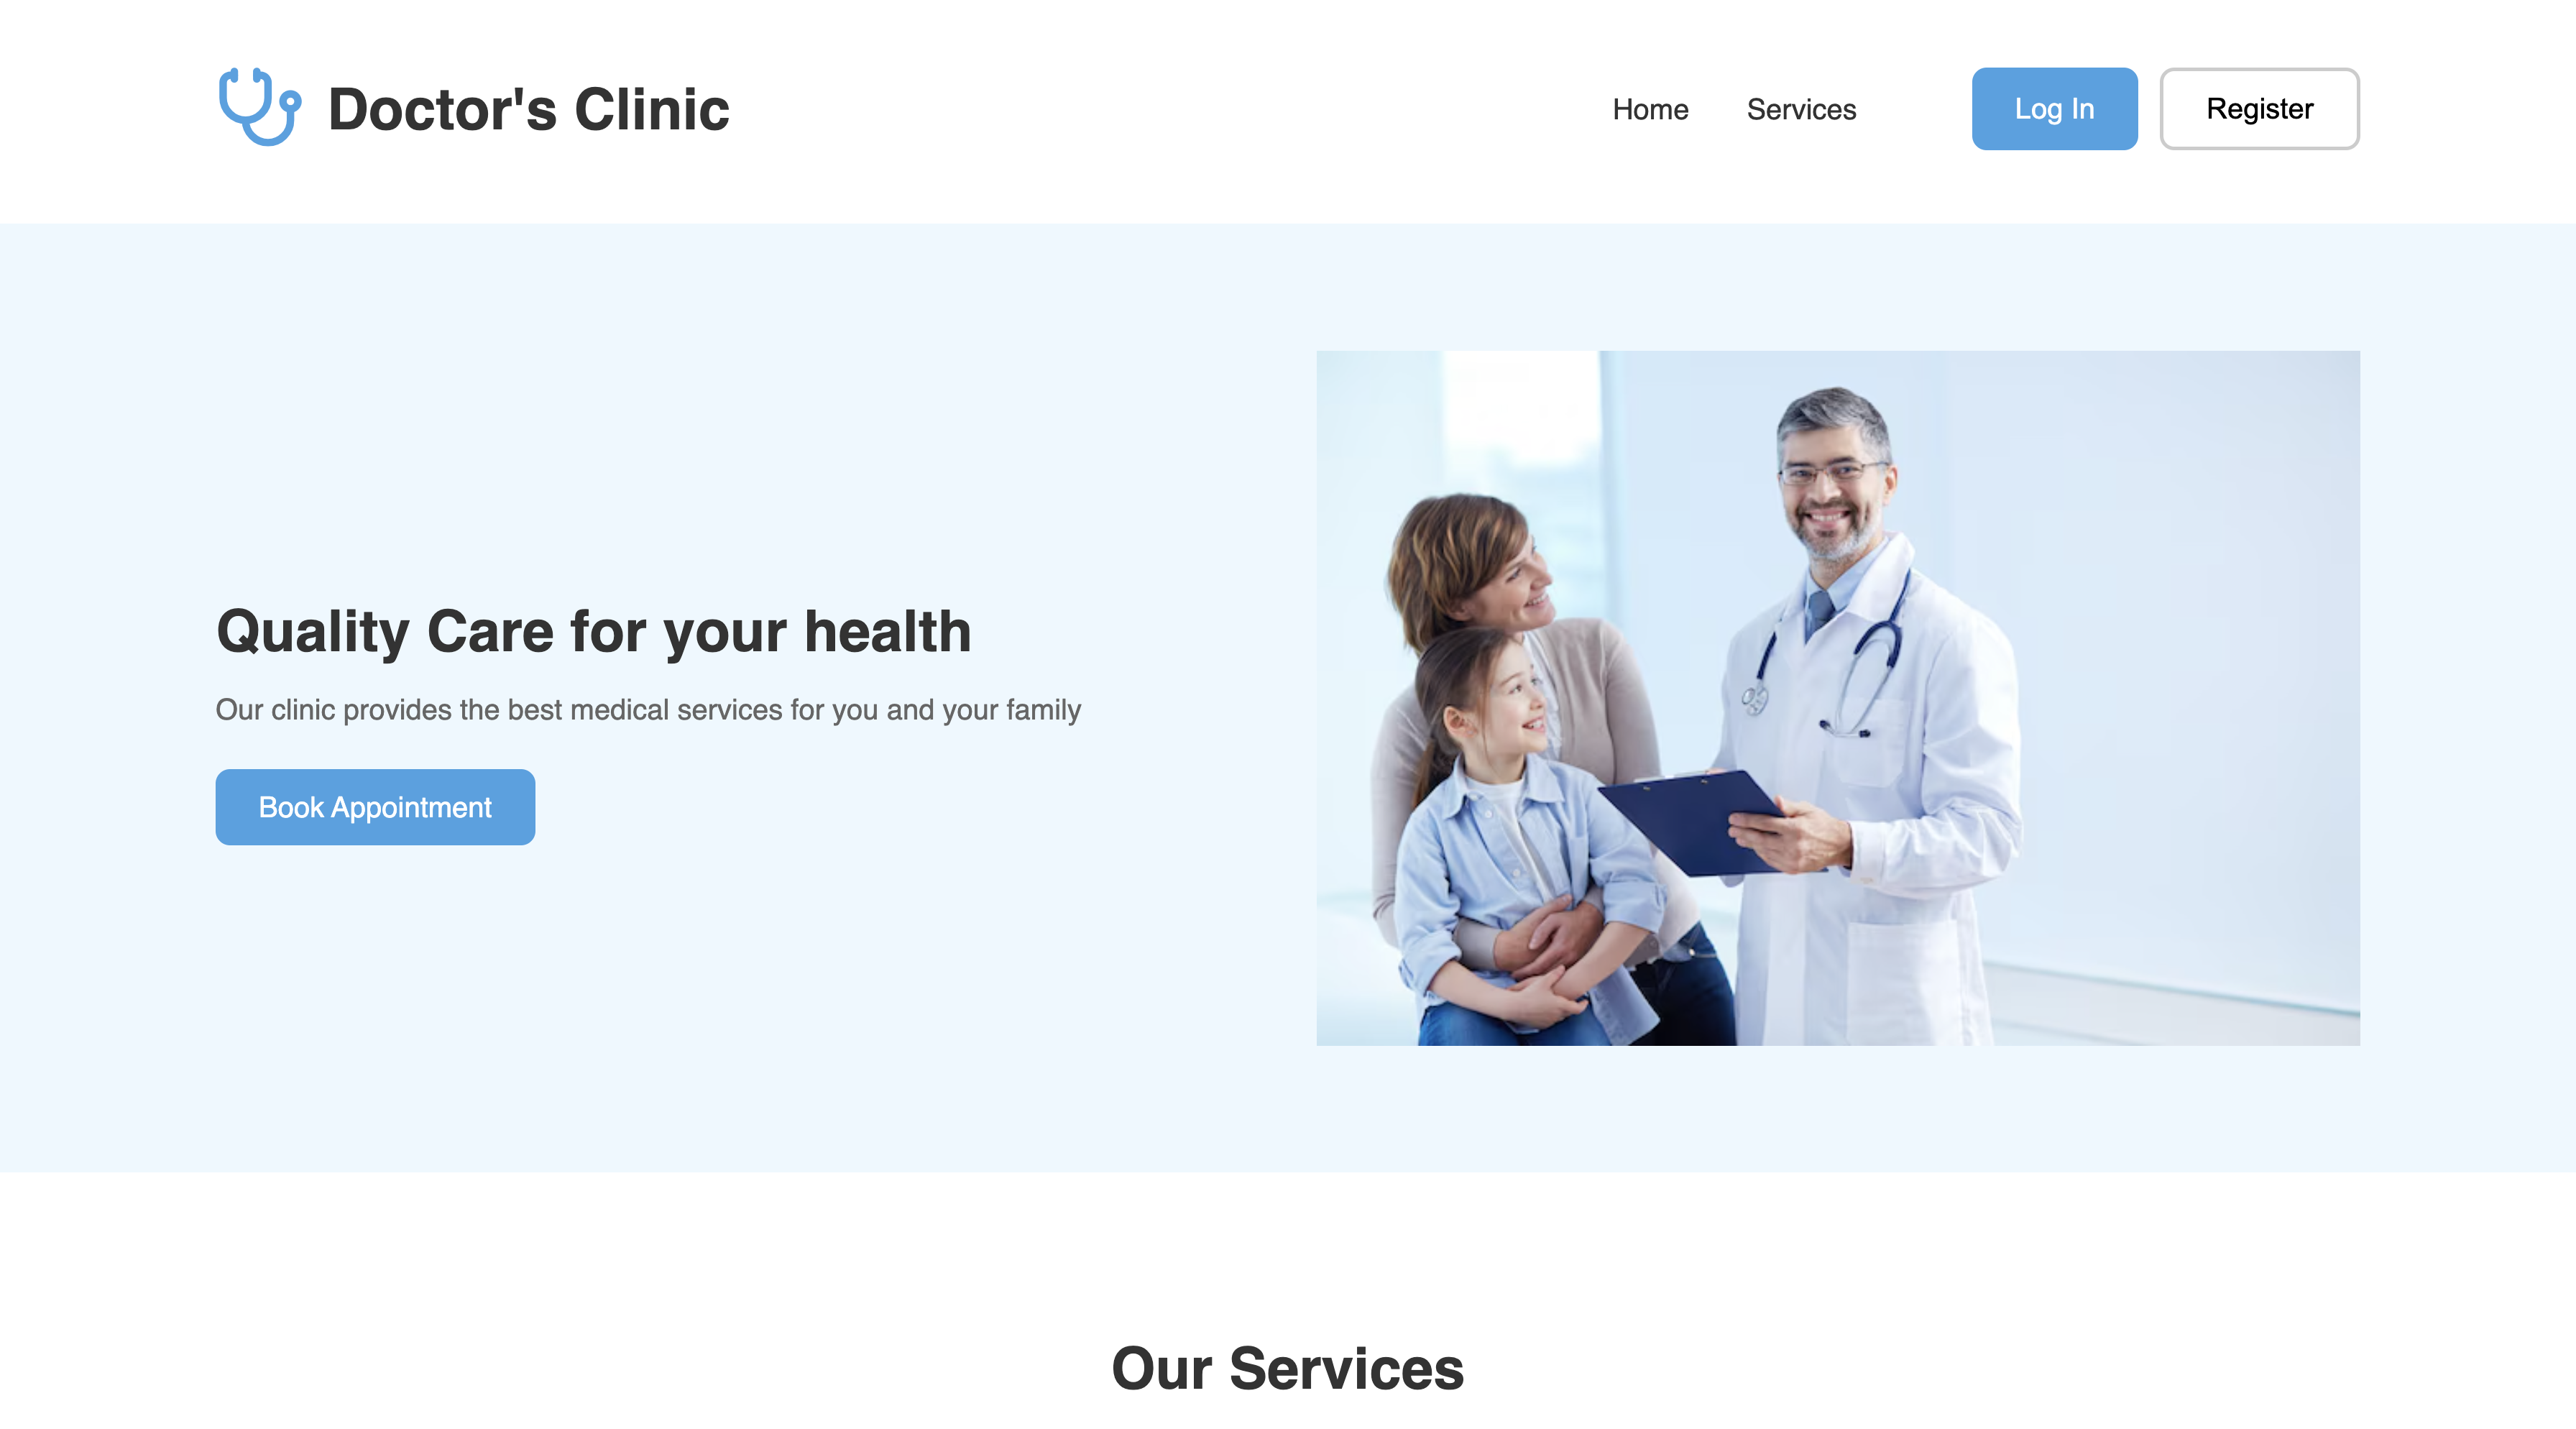 Doctor's Clinic
Home
Services
Log In
Register
Quality Care for your health
Our clinic provides the best medical services for you and your family
Book Appointment
Our Services